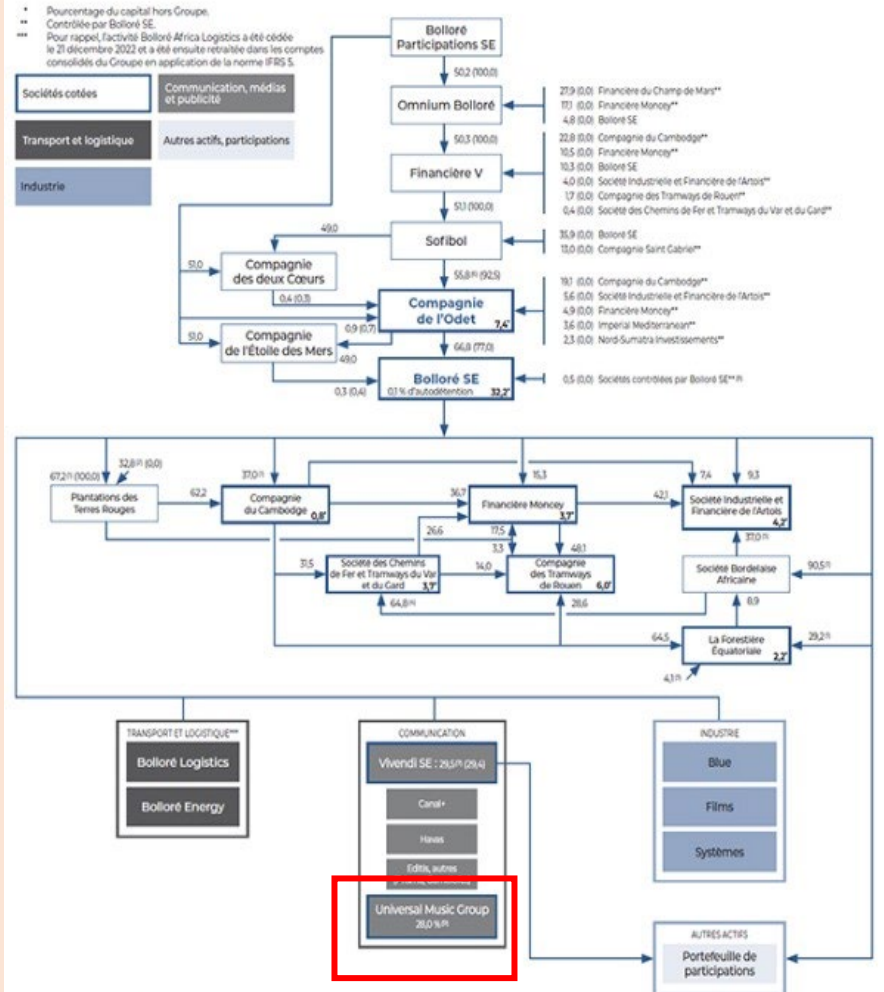 * Pourcentage du capital hors Groupe.
** Contrôlée par Bolloré SE.
*** Pour rappel, l'activité Bolloré Africa Logistics a été cédée
le 21 décembre 2022 et a été ensuite retraitée dans les comptes
consolidés du Groupe en application de la norme IFRS 5.
Sociétés cotées
Communication, médias
et publicité
Transport et logistique
Autres actifs, participations
Industrie
Bolloré
Participations SE
50,2 (100,0)
Omnium Bolloré
27,9 (0,0) Financière du Champ de Mars**
17,1 (0,0) Financière Moncey**
4,8 (0,0) Bolloré SE
50,3 (100,0)
Financière V
22,8 (0,0) Compagnie du Cambodge**
10,5 (0,0) Financière Moncey**
10,3 (0,0) Bolloré SE
4,0 (0,0) Société Industrielle et Financière de l'Artois**
1,7 (0,0) Compagnie des Tramways de Rouen**
0,4 (0,0) Société des Chemins de Fer et Tramways du Var et du Gard**
51,1 (100,0)
49,0
Sofibol
35,9 (0,0) Bolloré SE
13,0 (0,0) Compagnie Saint Gabriel**
51,0
Compagnie
des deux Cœurs
55,8 (92,5)
0,4 (0,3)
Compagnie
de l'Odet
7,4*
19,1 (0,0) Compagnie du Cambodge**
5,6 (0,0) Société Industrielle et Financière de l'Artois**
4,9 (0,0) Financière Moncey**
3,6 (0,0) Imperial Mediterranean**
2,3 (0,0) Nord-Sumatra Investissements**
0,9 (0,7)
51,0
Compagnie
de l'Étoile des Mers
49,0
66,8 (77,0)
0,3 (0,4)
Bolloré SE
0,1 % d'autodétention 32,2*
0,5 (0,0) Sociétés contrôlées par Bolloré SE**
67,2 (100,0)
32,8 (0,0)
37,0
15,3
7,4
9,3
Plantations des
Terres Rouges
62,2
Compagnie
du Cambodge
0,8*
36,7
Financière Moncey
3,7*
42,1
Société Industrielle et
Financière de l'Artois
4,2*
26,6
17,5
3,3
48,1
37,0
31,5
Société des Chemins
de Fer et Tramways du Var
et du Gard
3,7*
14,0
Compagnie
des Tramways
de Rouen
6,0*
Société Bordelaise
Africaine
90,5
64,8
28,6
8,9
64,5
La Forestière
Équatoriale
2,2*
29,2
4,1
TRANSPORT ET LOGISTIQUE***
Bolloré Logistics
Bolloré Energy
COMMUNICATION
Vivendi SE : 29,5 (29,4)
Canal+
Havas
Editis, autres
Universal Music Group
INDUSTRIE
Blue
Films
Systèmes
AUTRES ACTIFS
Portefeuille de
participations